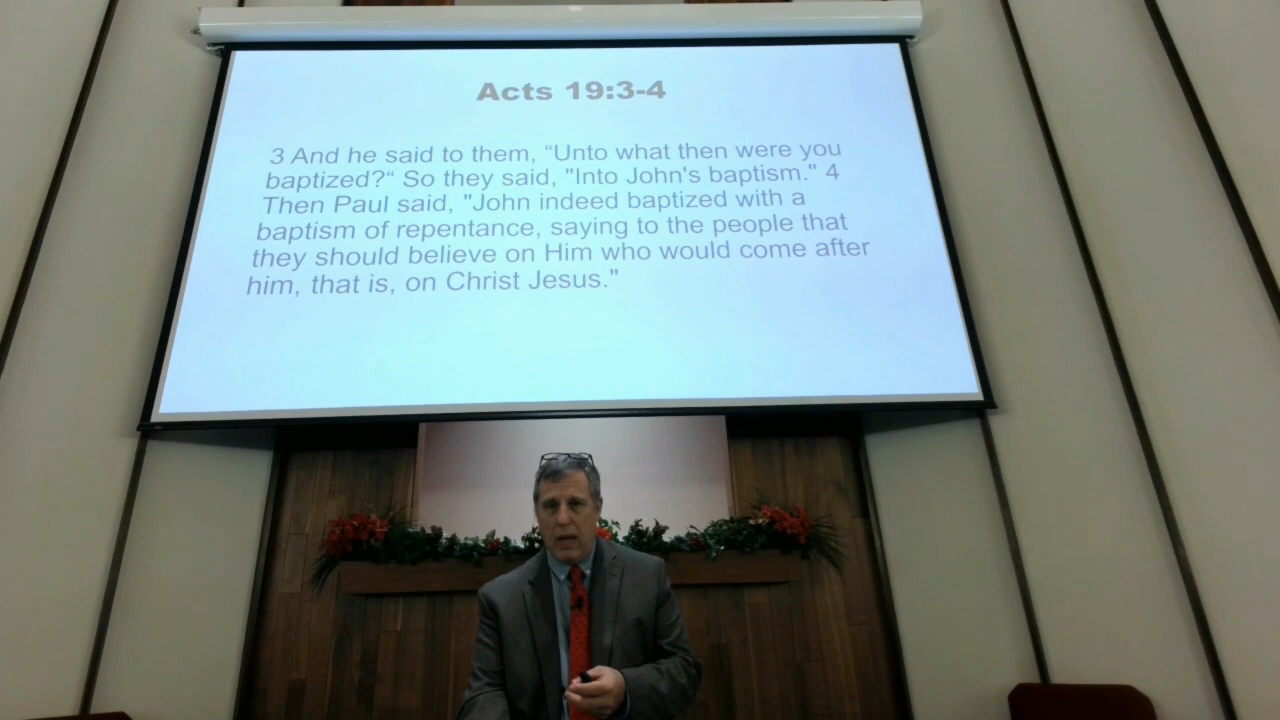 Acts 19:3-4
3 And he said to them, “Unto what then were you
baptized?“ So they said, "Into John's baptism." 4
Then Paul said, "John indeed baptized with a
baptism of repentance, saying to the people that
they should believe on Him who would come after
him, that is, on Christ Jesus."